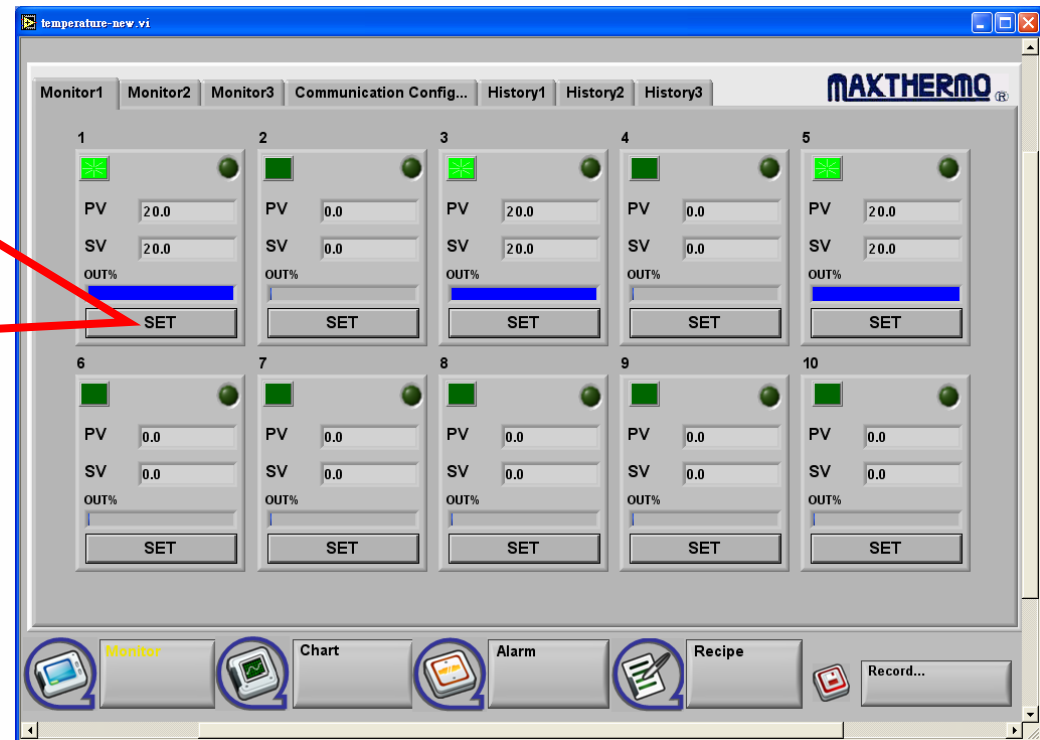 temperature-new.vi
Monitor1 Monitor2 Monitor3 Communication Config... History1 History2 History3 MAXTHERMO ®
1 2 3 4 5
PV 20.0 PV 0.0 PV 20.0 PV 0.0 PV 20.0
SV 20.0 SV 0.0 SV 20.0 SV 0.0 SV 20.0
OUT% OUT% OUT% OUT% OUT%
SET SET SET SET SET
6 7 8 9 10
PV 0.0 PV 0.0 PV 0.0 PV 0.0 PV 0.0
SV 0.0 SV 0.0 SV 0.0 SV 0.0 SV 0.0
OUT% OUT% OUT% OUT% OUT%
SET SET SET SET SET
Monitor Chart Alarm Recipe
Record...